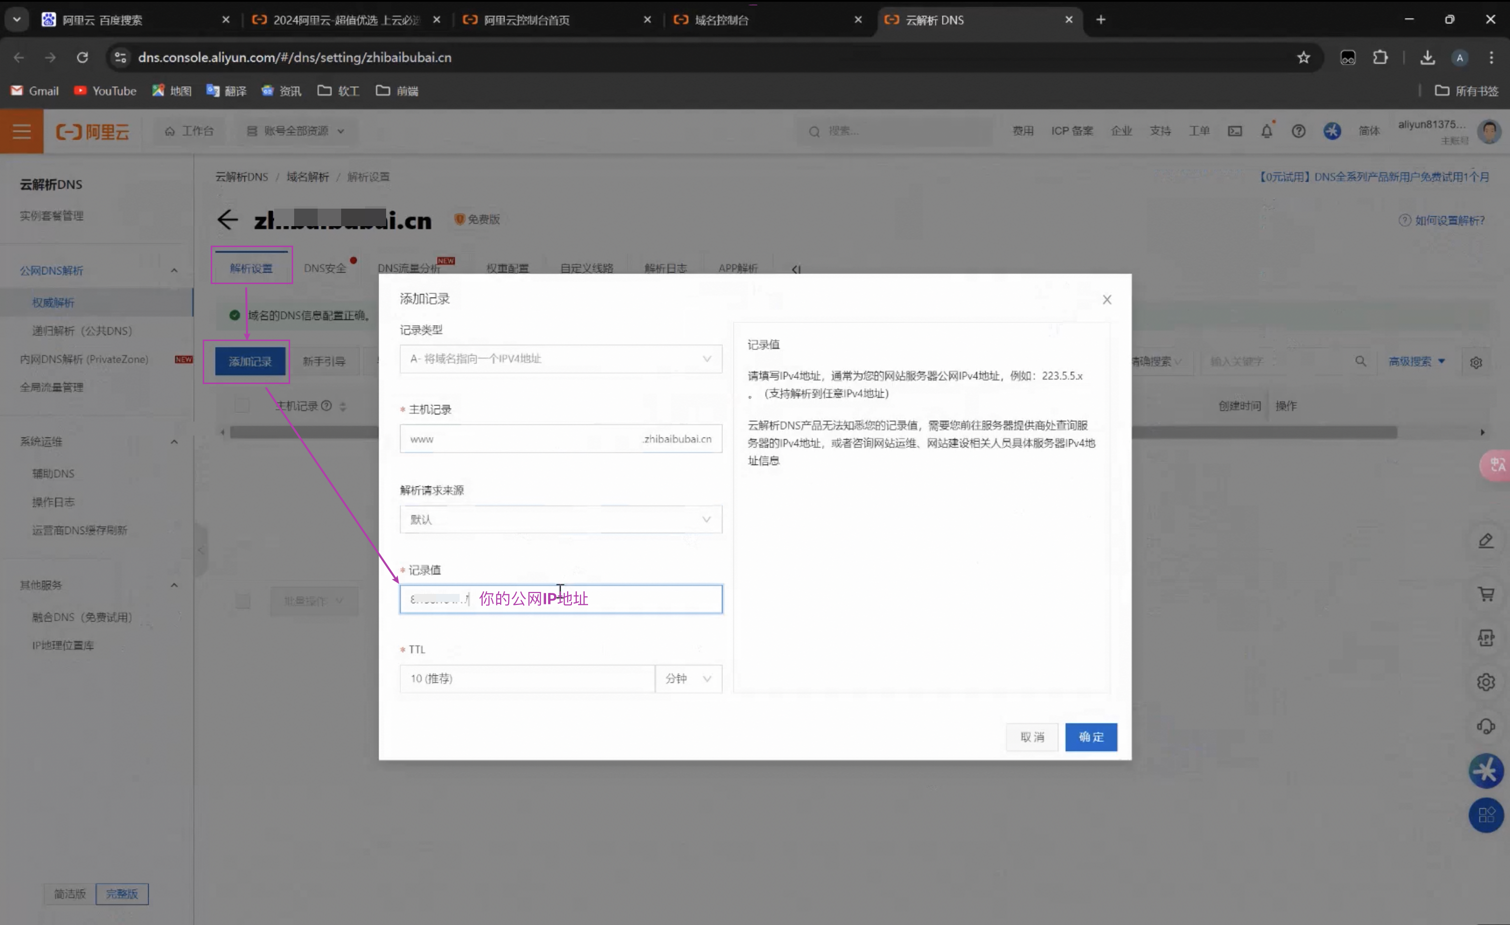 阿里云 百度搜索
2024阿里云-超值优选 上云必
阿里云控制台首页
域名控制台
云解析 DNS
dns.console.aliyun.com/#/dns/setting/zhibaibubai.cn
A
Gmail
YouTube
地图
翻译
资讯
软工
前端
所有书签
阿里云
工作台
账号全部资源
搜索...
费用
ICP 备案
企业
支持
工单
简体
aliyun81375...
主账号
云解析DNS
实例套餐管理
公网DNS解析
权威解析
递归解析（公共DNS）
内网DNS解析 (PrivateZone)
NEW
全局流量管理
系统运维
辅助DNS
操作日志
运营商DNS缓存刷新
其他服务
融合DNS（免费试用）
IP地理位置库
简洁版
完整版
云解析DNS / 域名解析 / 解析设置
【0元试用】DNS全系列产品新用户免费试用1个月
i.cn
免费版
如何设置解析?
解析设置
DNS安全
DNS流量分析
NEW
权重配置
自定义线路
解析日志
APP解析
域名的DNS信息配置正确。
添加记录
新手引导
精确搜索
输入关键字
高级搜索
主机记录
创建时间
操作
批量操作
添加记录
记录类型
A- 将域名指向一个IPV4地址
* 主机记录
www
.zhibaibubai.cn
解析请求来源
默认
* 记录值
你的公网IP地址
* TTL
10 (推荐)
分钟
记录值
请填写IPv4地址，通常为您的网站服务器公网IPv4地址，例如：223.5.5.x
。（支持解析到任意IPv4地址）
云解析DNS产品无法知悉您的记录值，需要您前往服务器提供商处查询服
务器的IPv4地址，或者咨询网站运维、网站建设相关人员具体服务器IPv4地
址信息
取 消
确 定